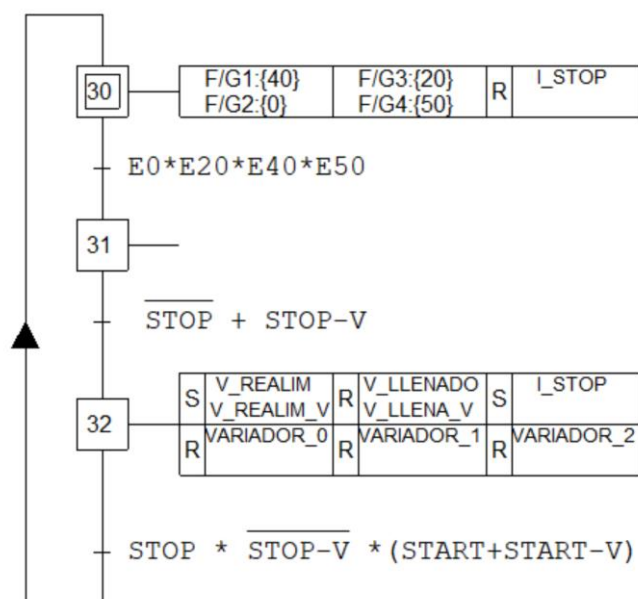 30
F/G1:{40} F/G3:{20} R I_STOP
F/G2:{0} F/G4:{50}
E0*E20*E40*E50
31
STOP + STOP-V
32
S V_REALIM R V_LLENADO S I_STOP
V_REALIM_V V_LLENA_V
R VARIADOR_0 R VARIADOR_1 R VARIADOR_2
STOP * STOP-V *(START+START-V)